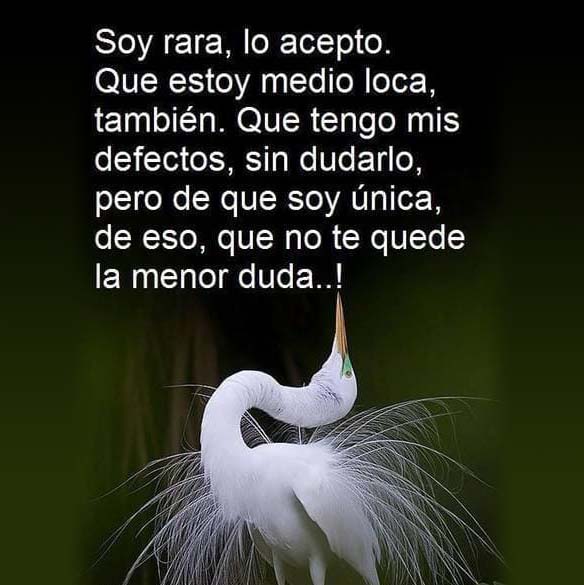 Soy rara, lo acepto.
Que estoy medio loca,
también. Que tengo mis
defectos, sin dudarlo,
pero de que soy única,
de eso, que no te quede
la menor duda..!